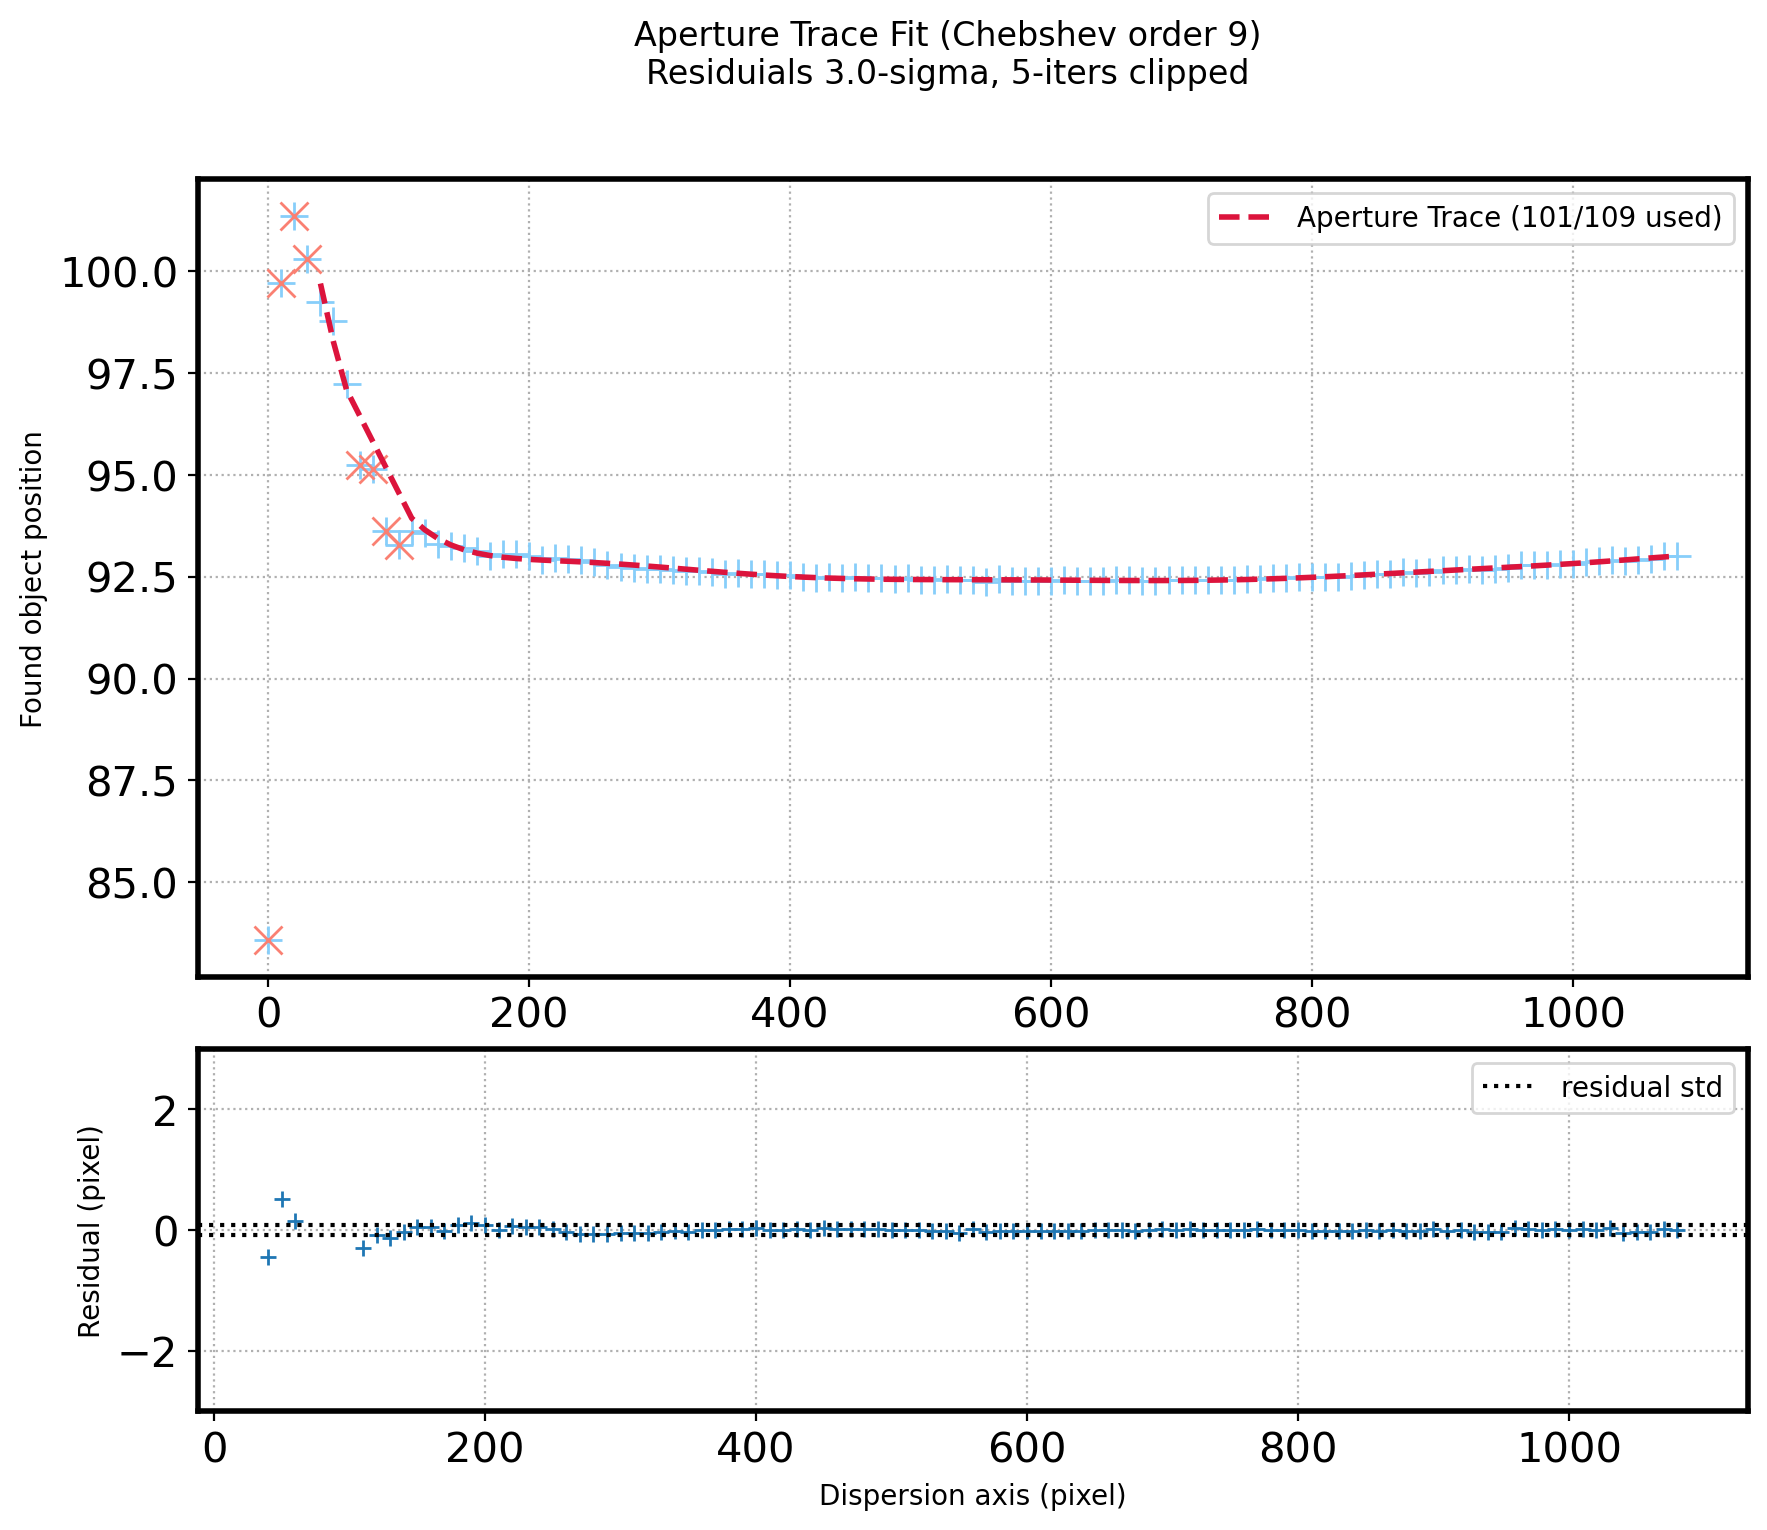 Aperture Trace Fit (Chebshev order 9)
Residuials 3.0-sigma, 5-iters clipped
Aperture Trace (101/109 used)
Found object position
100.0
97.5
95.0
92.5
90.0
87.5
85.0
0 200 400 600 800 1000
residual std
Residual (pixel)
2
0
−2
0 200 400 600 800 1000
Dispersion axis (pixel)